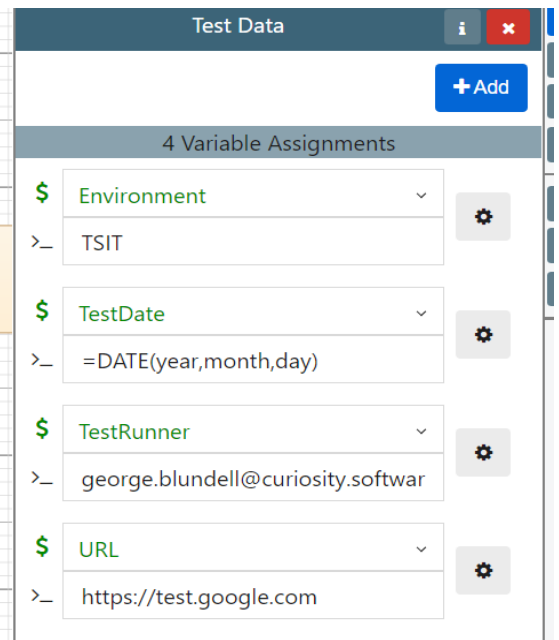 Test Data
+ Add
4 Variable Assignments
$ Environment
>_ TSIT
$ TestDate
>_ =DATE(year,month,day)
$ TestRunner
>_ george.blundell@curiosity.softwar
$ URL
>_ https://test.google.com